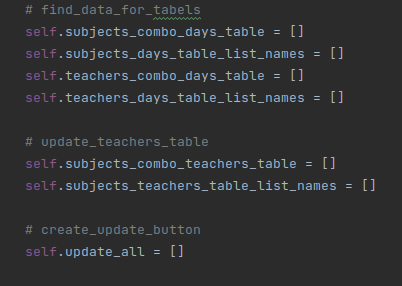 # find_data_for_tabels
self.subjects_combo_days_table = []
self.subjects_days_table_list_names = []
self.teachers_combo_days_table = []
self.teachers_days_table_list_names = []
# update_teachers_table
self.subjects_combo_teachers_table = []
self.subjects_teachers_table_list_names = []
# create_update_button
self.update_all = []